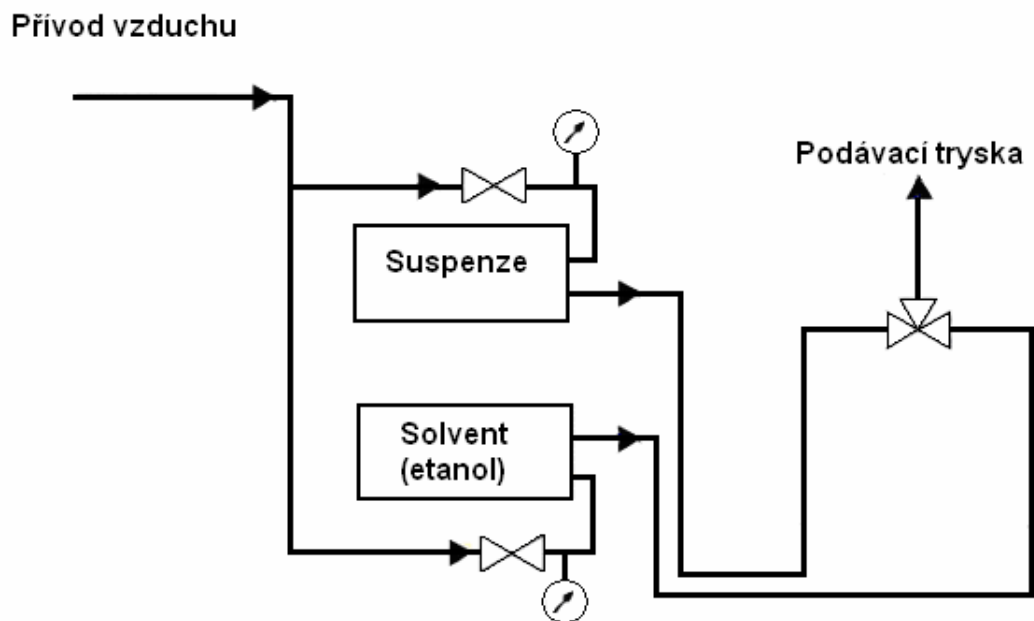 Přívod vzduchu
Podávací tryska
Suspenze
Solvent
(etanol)